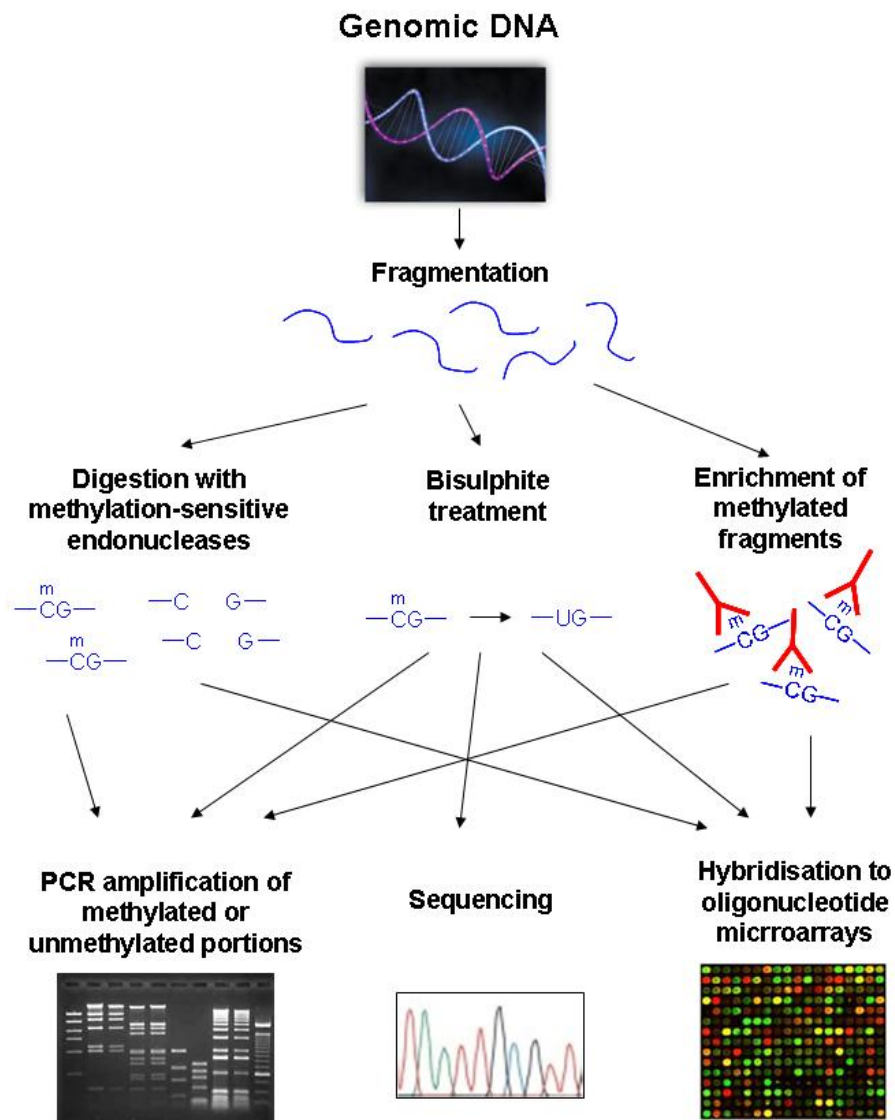 Genomic DNA
Fragmentation
Digestion with
methylation-sensitive
endonucleases
Bisulphite
treatment
Enrichment of
methylated
fragments
m
CG
m
CG
C G
C G
m
CG
UG
m
CG
m
CG
m
CG
PCR amplification of
methylated or
unmethylated portions
Sequencing
Hybridisation to
oligonucleotide
micrroarrays